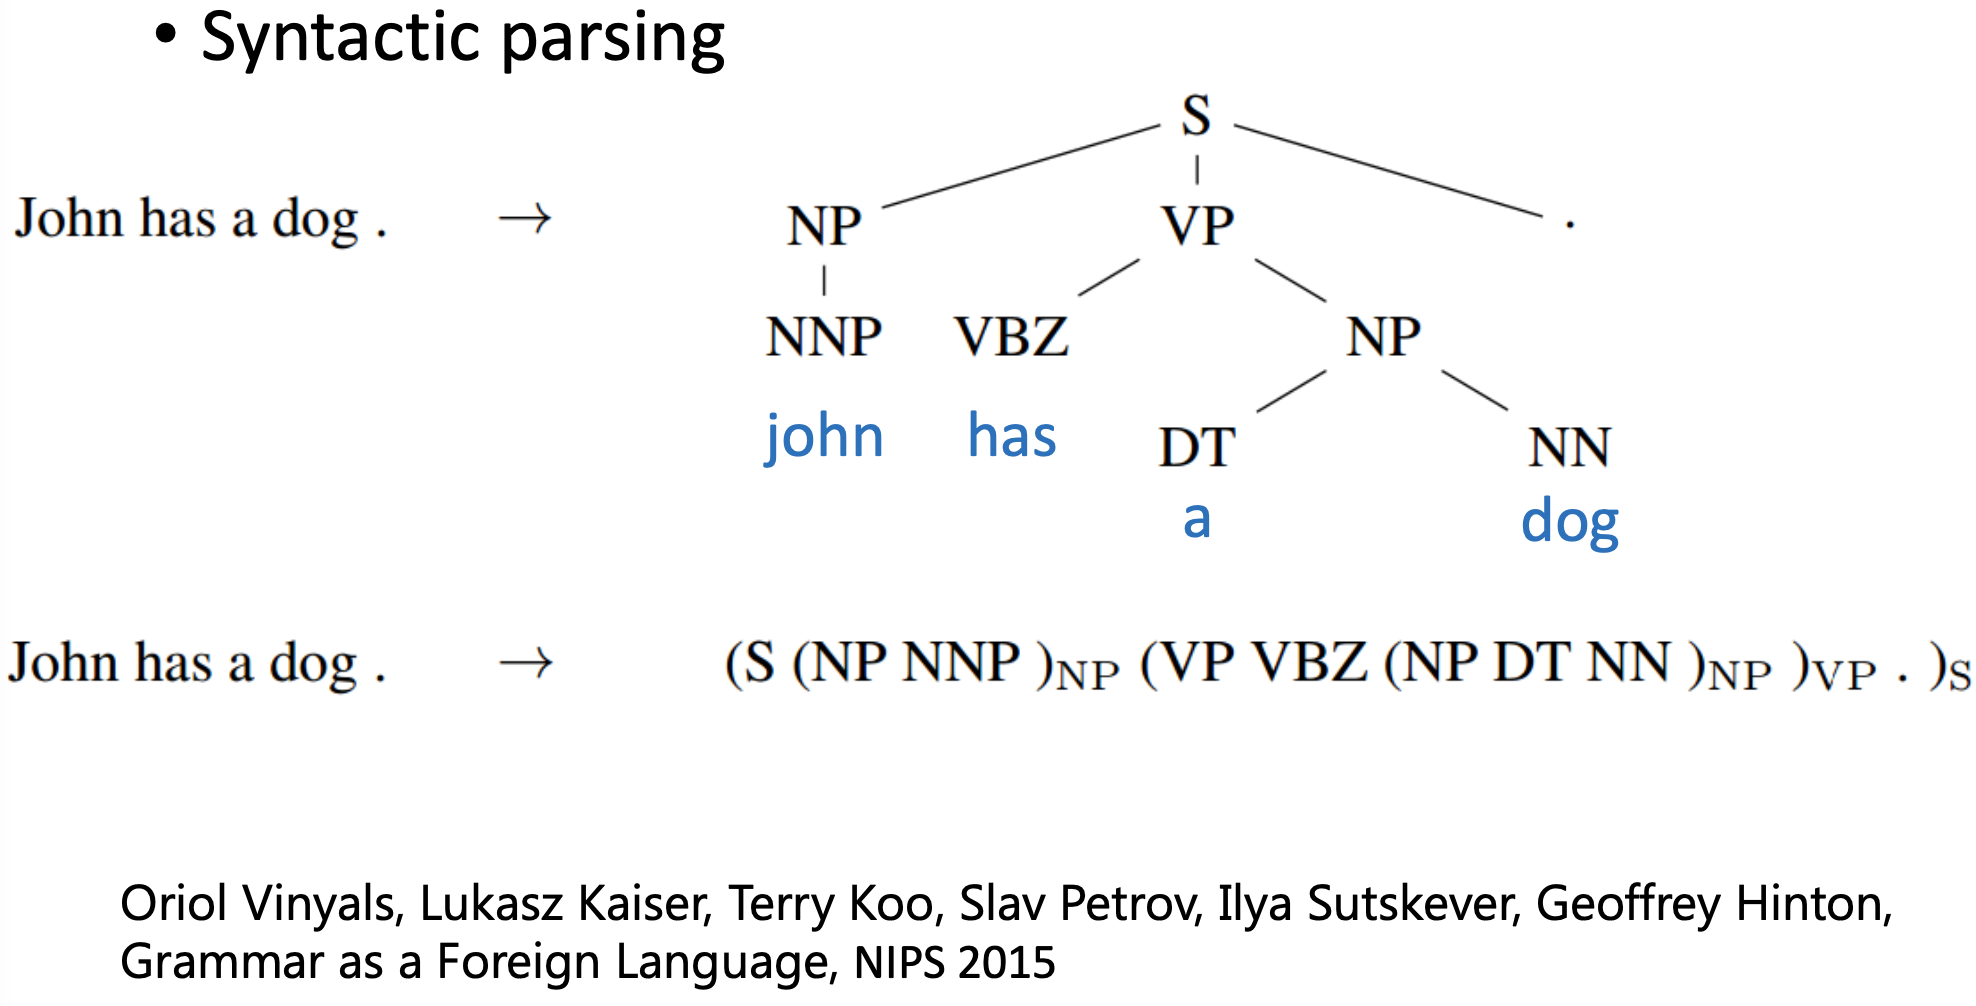 • Syntactic parsing
S
John has a dog . → NP VP .
NNP VBZ NP
john has DT NN
a dog
John has a dog . → (S (NP NNP )NP (VP VBZ (NP DT NN )NP )VP . )S
Oriol Vinyals, Lukasz Kaiser, Terry Koo, Slav Petrov, Ilya Sutskever, Geoffrey Hinton,
Grammar as a Foreign Language, NIPS 2015